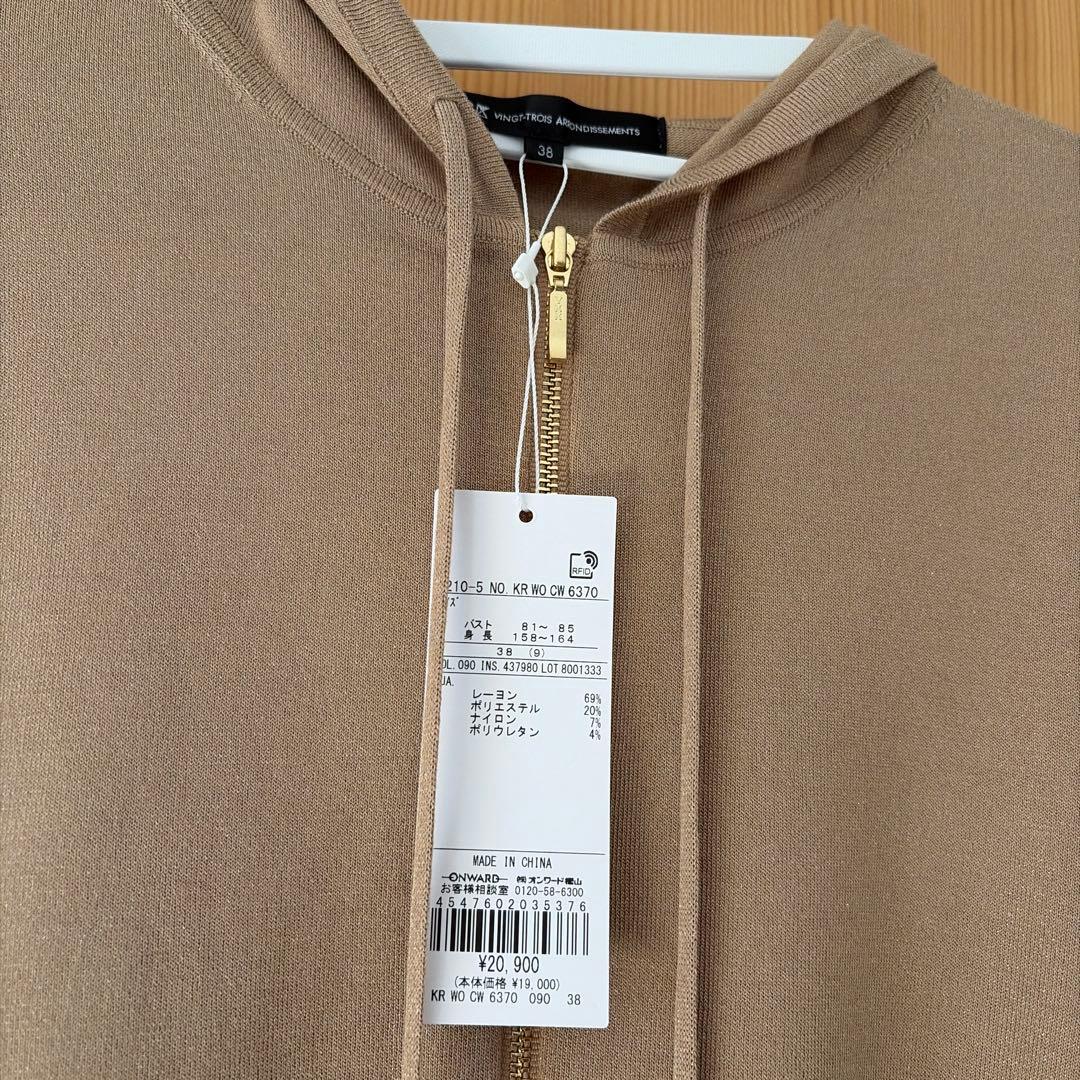 VINGT-TROIS ARRONDISSEMENTS
38
RFID
210-5 NO. KR WO CW 6370
バスト 81～ 85
身長 158～164
38 (9)
OL. 090 INS. 437980 LOT 8001333
UA.
レーヨン 69%
ポリエステル 20%
ナイロン 7%
ポリウレタン 4%
MADE IN CHINA
ONWARD ㈱オンワード樫山
お客様相談室 0120-58-6300
4547602035376
¥20,900
(本体価格 ¥19,000)
KR WO CW 6370 090 38